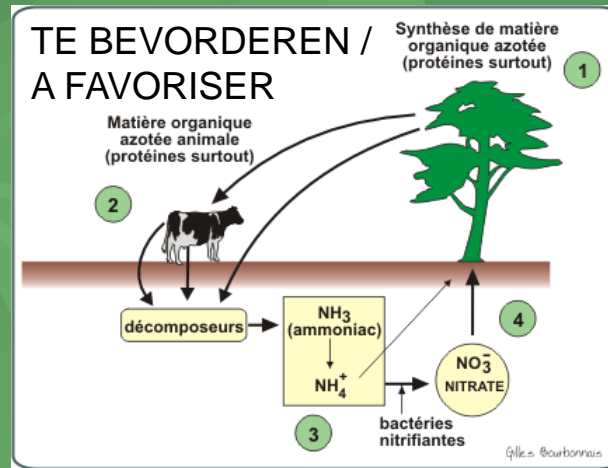 TE BEVORDEREN /
A FAVORISER
Synthèse de matière
organique azotée
(protéines surtout)
1
Matière organique
azotée animale
(protéines surtout)
2
décomposeurs
NH₃
(ammoniac)
NH₄⁺
3
bactéries
nitrifiantes
NO₃⁻
NITRATE
4
Gilles Bourbonnais